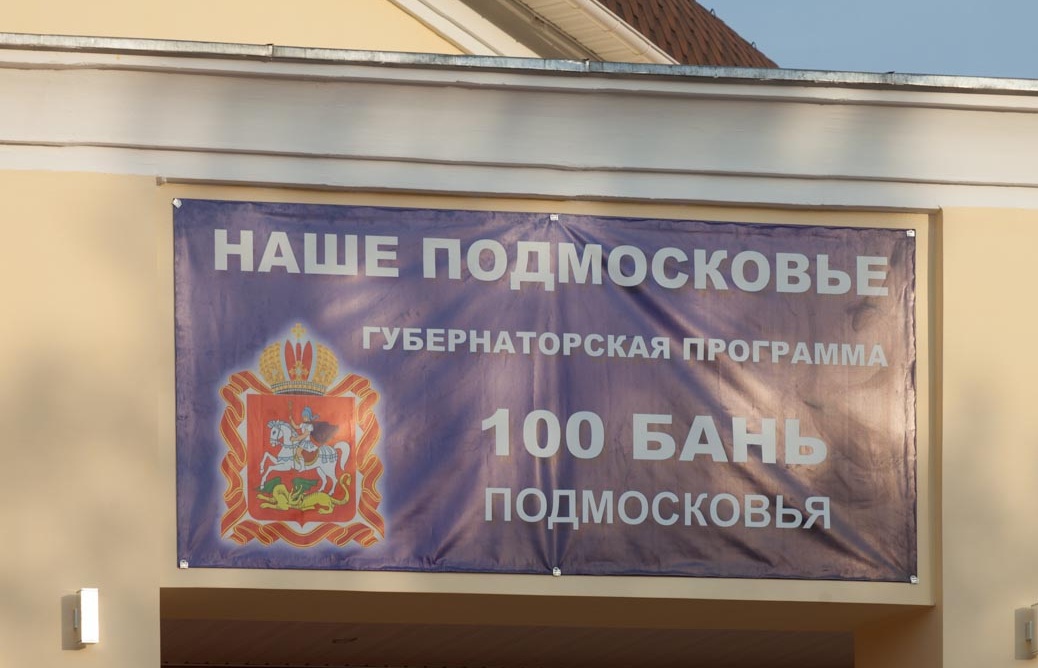 НАШЕ ПОДМОСКОВЬЕ
ГУБЕРНАТОРСКАЯ ПРОГРАММА
100 БАНЬ
ПОДМОСКОВЬЯ